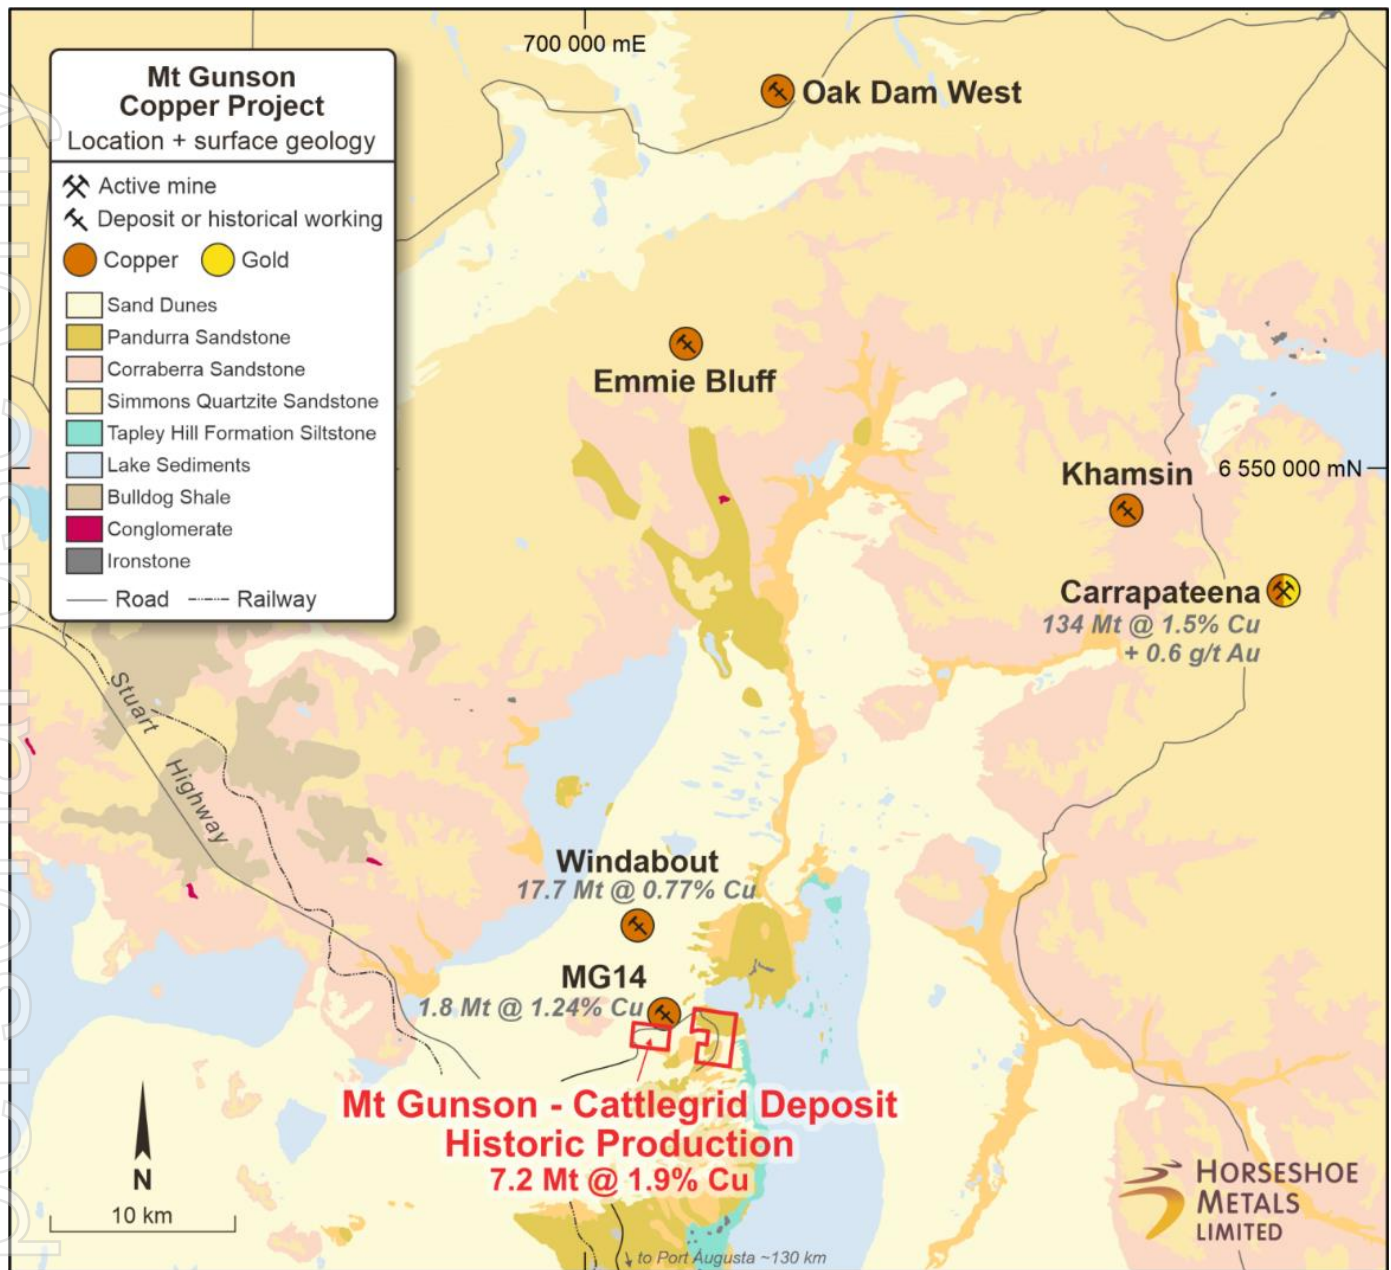 Mt Gunson
Copper Project
Location + surface geology
Active mine
Deposit or historical working
Copper Gold
Sand Dunes
Pandurra Sandstone
Corraberra Sandstone
Simmons Quartzite Sandstone
Tapley Hill Formation Siltstone
Lake Sediments
Bulldog Shale
Conglomerate
Ironstone
Road Railway
700 000 mE
Oak Dam West
Emmie Bluff
Khamsin
6 550 000 mN
Carrapateena
134 Mt @ 1.5% Cu
+ 0.6 g/t Au
Stuart
Highway
Windabout
17.7 Mt @ 0.77% Cu
MG14
1.8 Mt @ 1.24% Cu
Mt Gunson - Cattlegrid Deposit
Historic Production
7.2 Mt @ 1.9% Cu
N
10 km
to Port Augusta ~130 km
HORSESHOE
METALS
LIMITED